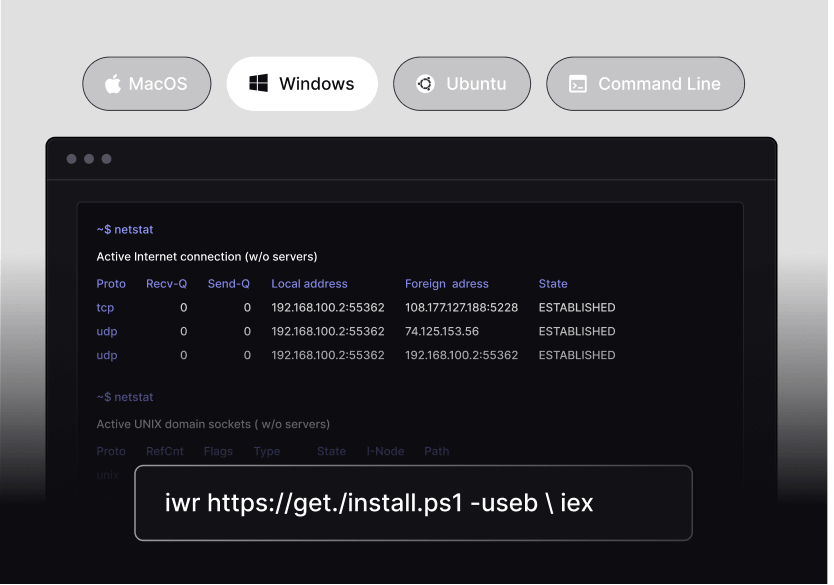 MacOS Windows Ubuntu Command Line
~$ netstat
Active Internet connection (w/o servers)
Proto Recv-Q Send-Q Local address Foreign adress State
tcp 0 0 192.168.100.2:55362 108.177.127.188:5228 ESTABLISHED
udp 0 0 192.168.100.2:55362 74.125.153.56 ESTABLISHED
udp 0 0 192.168.100.2:55362 192.168.100.2:55362 ESTABLISHED
~$ netstat
Active UNIX domain sockets ( w/o servers)
Proto RefCnt Flags Type State I-Node Path
unix
iwr https://get./install.ps1 -useb \ iex